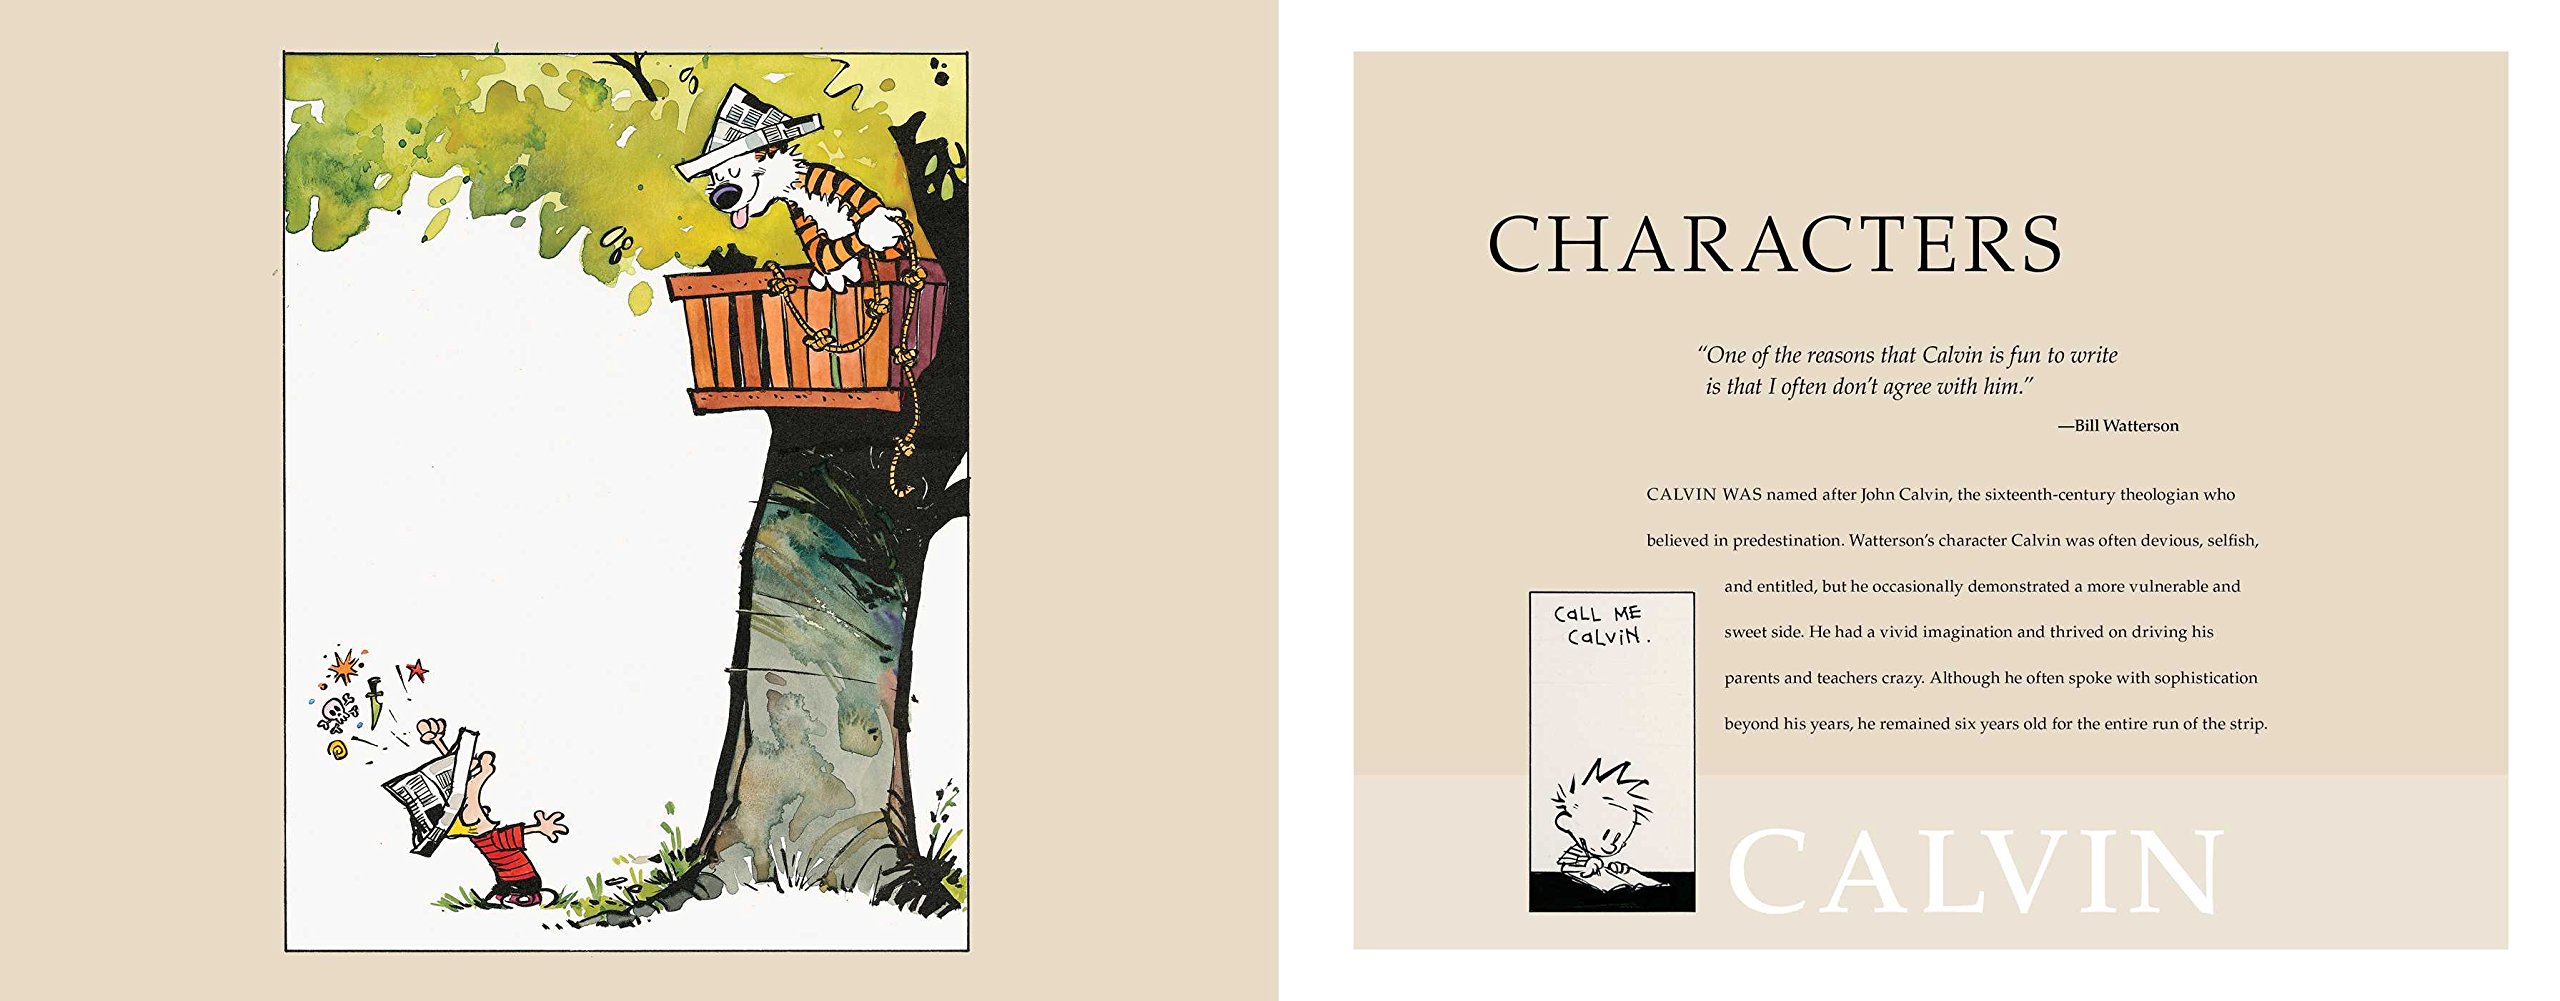 CHARACTERS
“One of the reasons that Calvin is fun to write
is that I often don’t agree with him.”
—Bill Watterson
CALVIN WAS named after John Calvin, the sixteenth-century theologian who
believed in predestination. Watterson’s character Calvin was often devious, selfish,
and entitled, but he occasionally demonstrated a more vulnerable and
sweet side. He had a vivid imagination and thrived on driving his
parents and teachers crazy. Although he often spoke with sophistication
beyond his years, he remained six years old for the entire run of the strip.
CaLL ME
CaLViN.
CALVIN